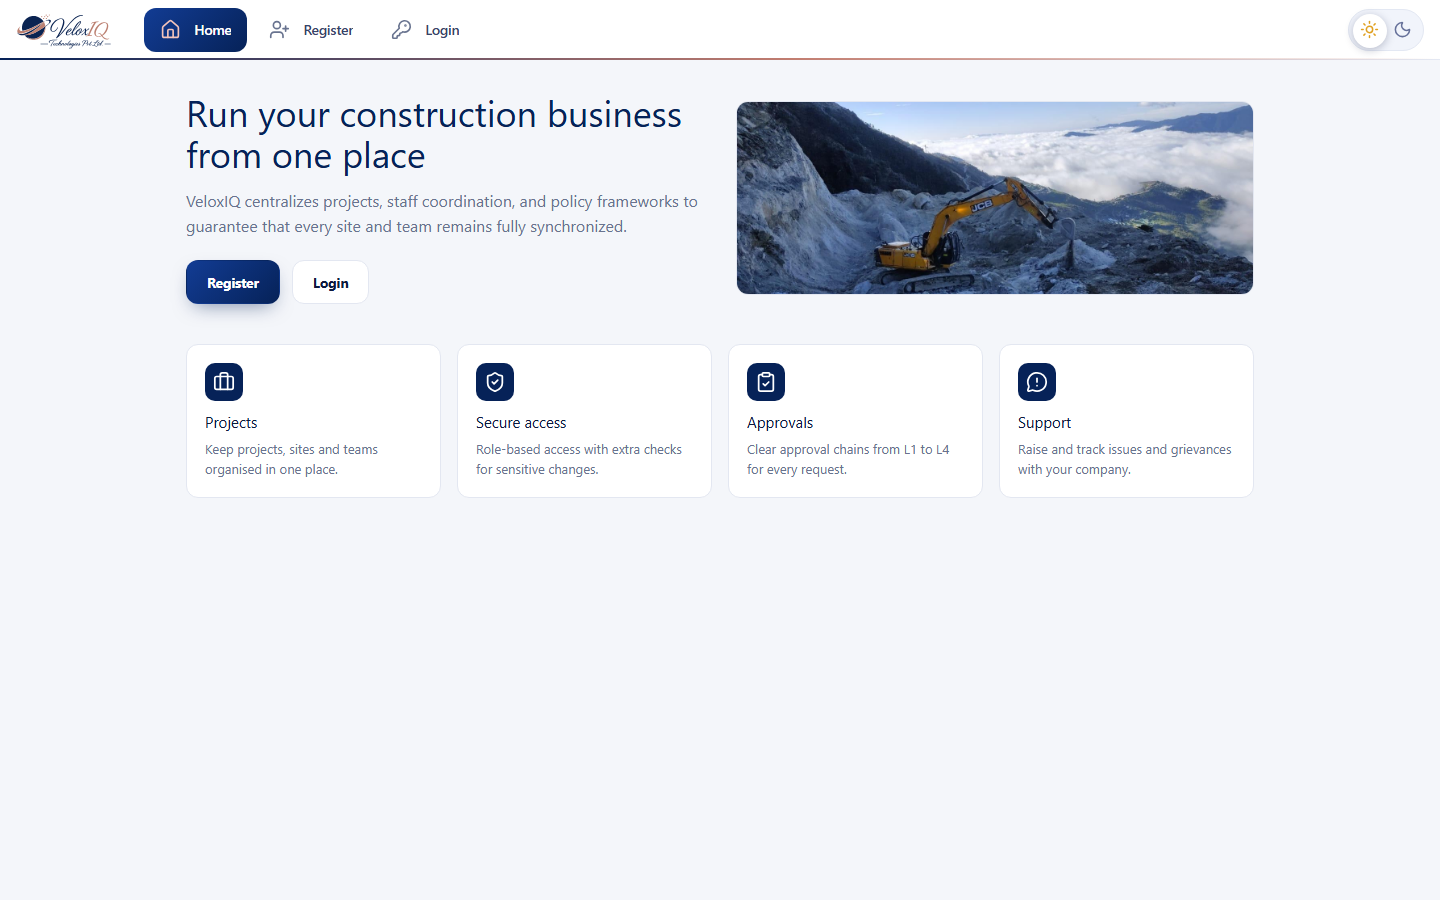 VeloxIQ
Technologies Pvt.Ltd.
Home
Register
Login
Run your construction business
from one place
VeloxIQ centralizes projects, staff coordination, and policy frameworks to
guarantee that every site and team remains fully synchronized.
Register
Login
JCB
Projects
Keep projects, sites and teams
organised in one place.
Secure access
Role-based access with extra checks
for sensitive changes.
Approvals
Clear approval chains from L1 to L4
for every request.
Support
Raise and track issues and grievances
with your company.